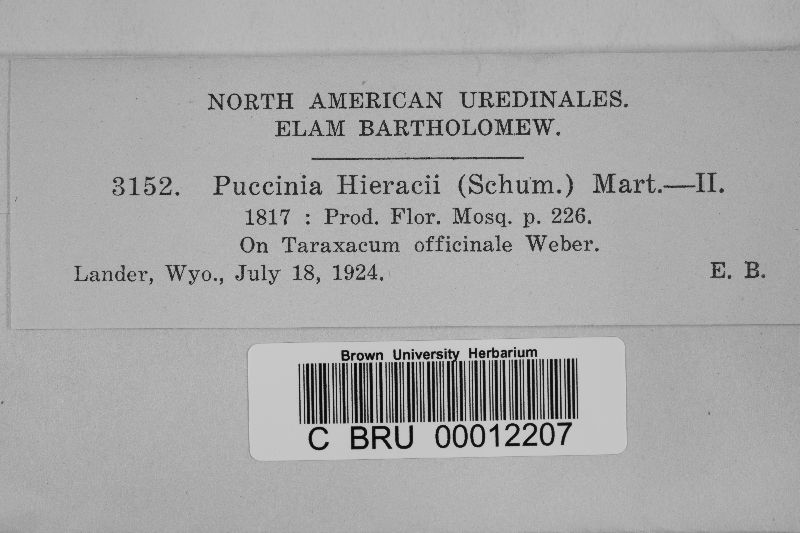 NORTH AMERICAN UREDINALES.
ELAM BARTHOLOMEW.
3152. Puccinia Hieracii (Schum.) Mart.—II.
1817 : Prod. Flor. Mosq. p. 226.
On Taraxacum officinale Weber.
Lander, Wyo., July 18, 1924. E. B.
Brown University Herbarium
C BRU 00012207